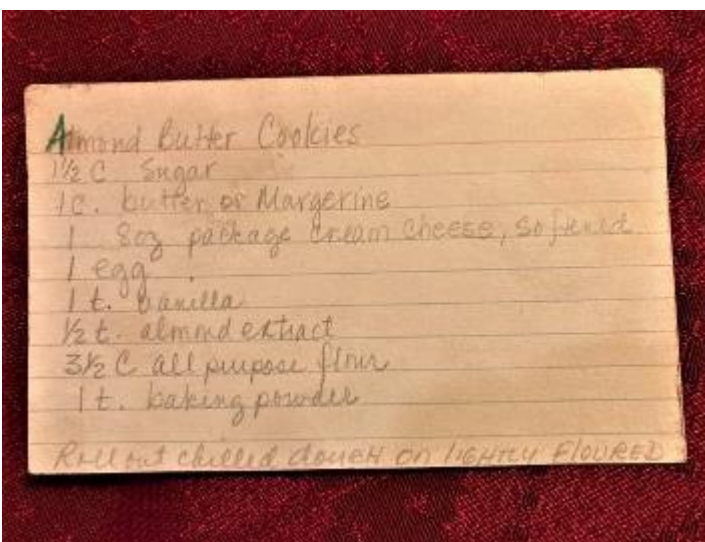 Almond Butter Cookies
1½ C Sugar
1c. butter or Margerine
1 8oz package cream cheese, softened
1 egg
1 t. Vanilla
½ t. almond extract
3½ C all purpose flour
1 t. baking powder
Roll out chilled dough on lightly Floured